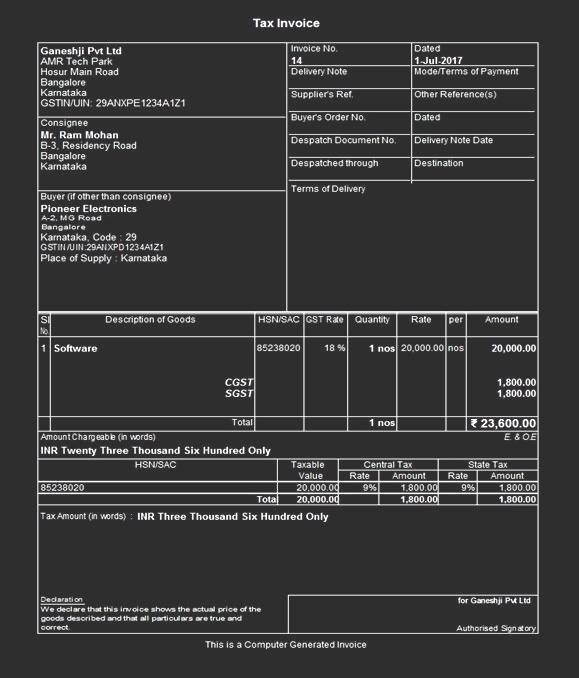 Tax Invoice
Ganeshji Pvt Ltd
AMR Tech Park
Hosur Main Road
Bangalore
Karnataka
GSTIN/UIN: 29ANXPE1234A1Z1
Invoice No.
14
Dated
1-Jul-2017
Delivery Note
Mode/Terms of Payment
Supplier's Ref.
Other Reference(s)
Consignee
Mr. Ram Mohan
B-3, Residency Road
Bangalore
Karnataka
Buyer's Order No.
Dated
Despatch Document No.
Delivery Note Date
Despatched through
Destination
Terms of Delivery
Buyer (if other than consignee)
Pioneer Electronics
A-2, MG Road
Bangalore
Karnataka, Code : 29
GSTIN/UIN:29ANXPD1234A1Z1
Place of Supply : Karnataka
Sl No. Description of Goods HSN/SAC GST Rate Quantity Rate per Amount
1 Software 85238020 18 % 1 nos 20,000.00 nos 20,000.00
CGST 1,800.00
SGST 1,800.00
Total 1 nos ₹ 23,600.00
Amount Chargeable (in words) E. & O.E
INR Twenty Three Thousand Six Hundred Only
HSN/SAC Taxable Central Tax State Tax
Value Rate Amount Rate Amount
85238020 20,000.00 9% 1,800.00 9% 1,800.00
Total 20,000.00 1,800.00 1,800.00
Tax Amount (in words) : INR Three Thousand Six Hundred Only
Declaration
We declare that this invoice shows the actual price of the
goods described and that all particulars are true and
correct.
for Ganeshji Pvt Ltd
Authorised Signatory
This is a Computer Generated Invoice